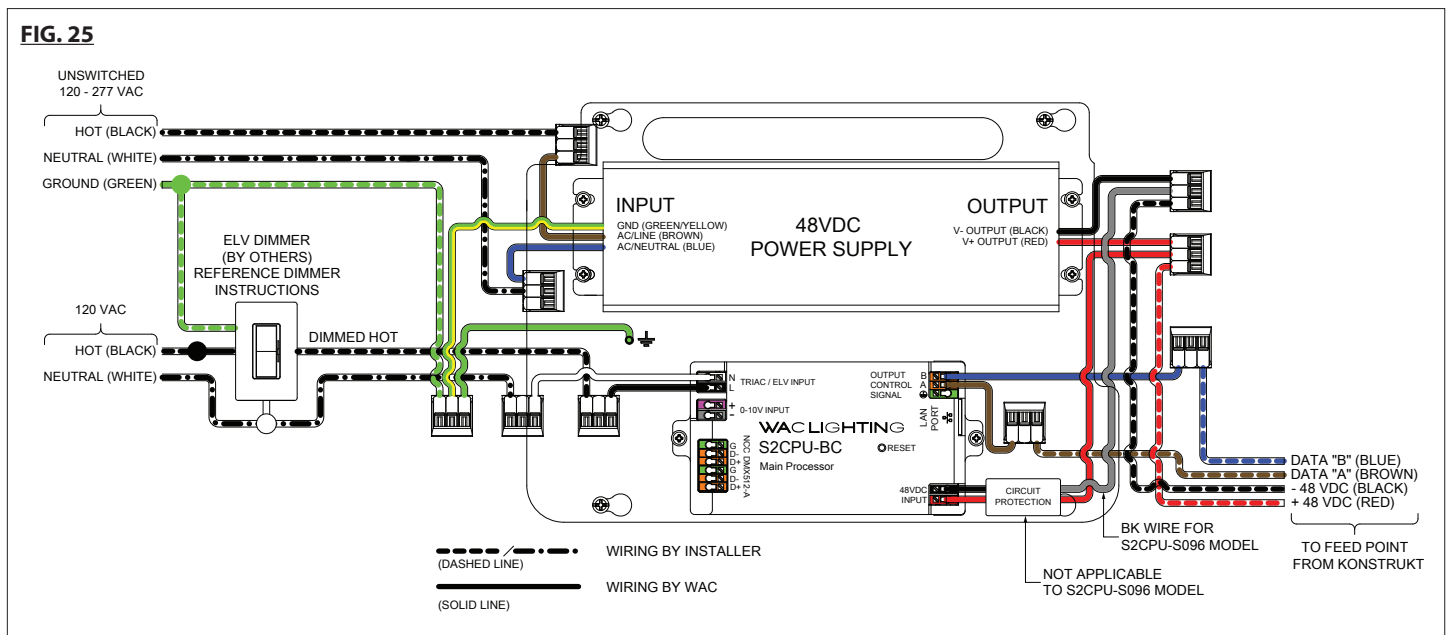 FIG. 25
UNSWITCHED
120 - 277 VAC
HOT (BLACK)
NEUTRAL (WHITE)
GROUND (GREEN)
ELV DIMMER
(BY OTHERS)
REFERENCE DIMMER
INSTRUCTIONS
120 VAC
HOT (BLACK)
NEUTRAL (WHITE)
DIMMED HOT
INPUT
GND (GREEN/YELLOW)
AC/LINE (BROWN)
AC/NEUTRAL (BLUE)
48VDC
POWER SUPPLY
OUTPUT
V- OUTPUT (BLACK)
V+ OUTPUT (RED)
N
L
TRIAC / ELV INPUT
+
-
0-10V INPUT
OUTPUT
CONTROL
SIGNAL
B
A
LAN
PORT
WAC LIGHTING
S2CPU-BC
Main Processor
RESET
G
D-
D+
G
D-
D+
NCC DMX512-A
48VDC
INPUT
CIRCUIT
PROTECTION
DATA "B" (BLUE)
DATA "A" (BROWN)
- 48 VDC (BLACK)
+ 48 VDC (RED)
TO FEED POINT
FROM KONSTRUKT
BK WIRE FOR
S2CPU-S096 MODEL
NOT APPLICABLE
TO S2CPU-S096 MODEL
WIRING BY INSTALLER
(DASHED LINE)
WIRING BY WAC
(SOLID LINE)